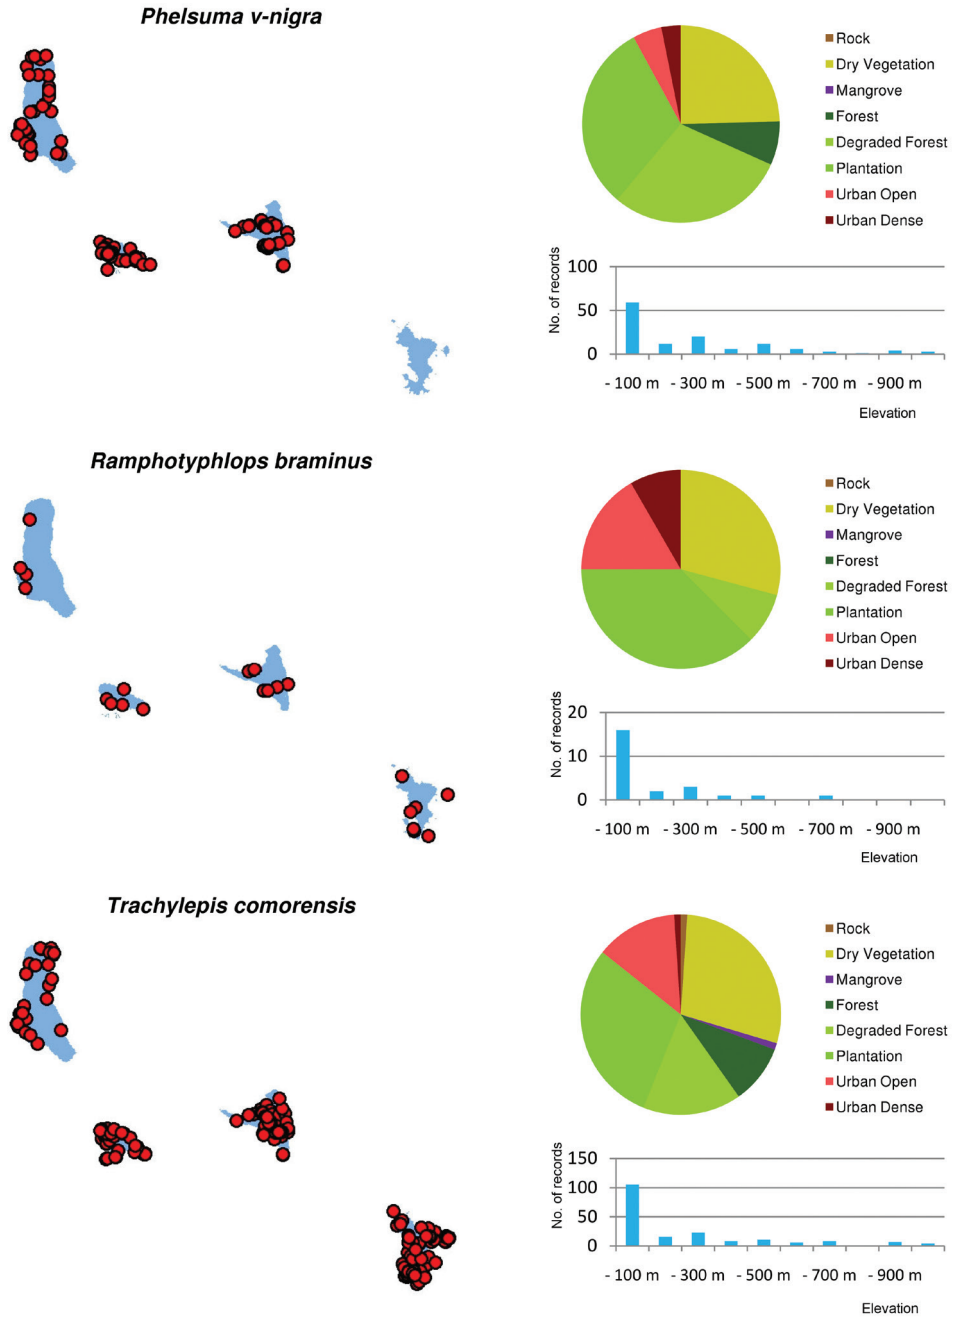 Phelsuma v-nigra
Rock
Dry Vegetation
Mangrove
Forest
Degraded Forest
Plantation
Urban Open
Urban Dense
No. of records
100
50
0
- 100 m - 300 m - 500 m - 700 m - 900 m
Elevation
Ramphotyphlops braminus
Rock
Dry Vegetation
Mangrove
Forest
Degraded Forest
Plantation
Urban Open
Urban Dense
No. of records
20
10
0
- 100 m - 300 m - 500 m - 700 m - 900 m
Elevation
Trachylepis comorensis
Rock
Dry Vegetation
Mangrove
Forest
Degraded Forest
Plantation
Urban Open
Urban Dense
No. of records
150
100
50
0
- 100 m - 300 m - 500 m - 700 m - 900 m
Elevation